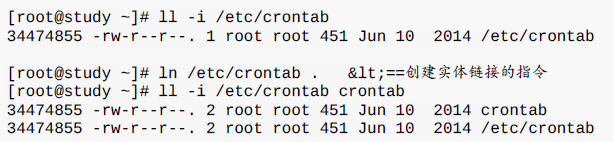 [root@study ~]# ll -i /etc/crontab
34474855 -rw-r--r--. 1 root root 451 Jun 10  2014 /etc/crontab
[root@study ~]# ln /etc/crontab .   &lt;==创建实体链接的指令
[root@study ~]# ll -i /etc/crontab crontab
34474855 -rw-r--r--. 2 root root 451 Jun 10  2014 crontab
34474855 -rw-r--r--. 2 root root 451 Jun 10  2014 /etc/crontab